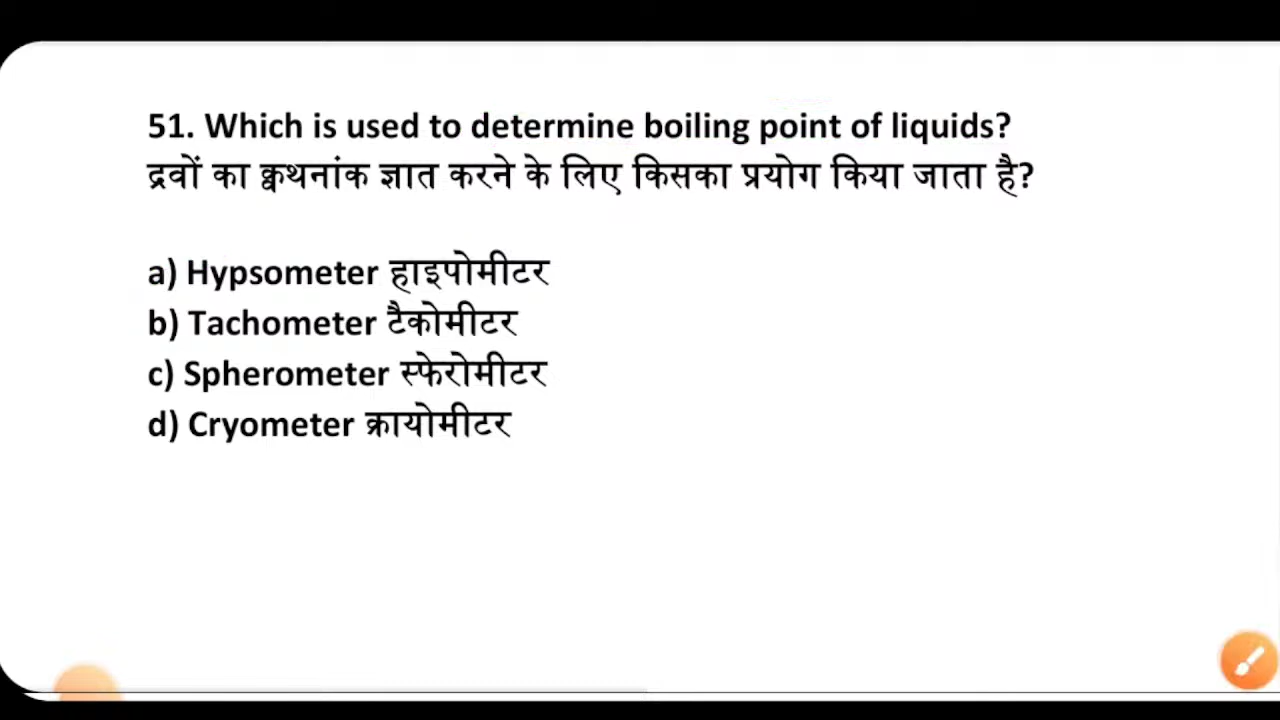 51. Which is used to determine boiling point of liquids?
द्रवों का क्वथनांक ज्ञात करने के लिए किसका प्रयोग किया जाता है?
a) Hypsometer हाइपोमीटर
b) Tachometer टैकोमीटर
c) Spherometer स्फेरोमीटर
d) Cryometer क्रायोमीटर